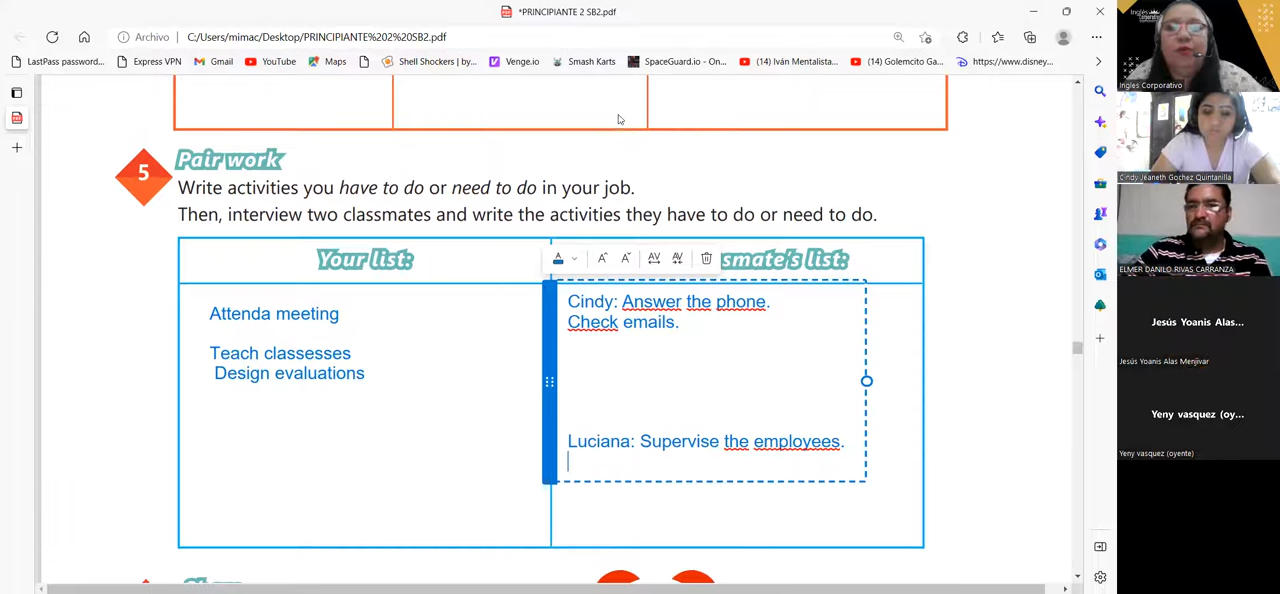 *PRINCIPIANTE 2 SB2.pdf
Archivo
C:/Users/mimac/Desktop/PRINCIPIANTE%202%20SB2.pdf
LastPass password...
Express VPN
Gmail
YouTube
Maps
Shell Shockers | by...
Venge.io
Smash Karts
SpaceGuard.io - On...
(14) Iván Mentalista...
(14) Golemcito Ga...
https://www.disney...
5
Pair work
Write activities you have to do or need to do in your job.
Then, interview two classmates and write the activities they have to do or need to do.
Your list:
smate's list:
Attenda meeting
Teach classesses
Design evaluations
Cindy: Answer the phone.
Check emails.
Luciana: Supervise the employees.
Inglés
Corporativo
Ingles Corporativo
Cindy Jeaneth Gochez Quintanilla
ELMER DANILO RIVAS CARRANZA
Jesús Yoanis Alas...
Jesús Yoanis Alas Menjivar
Yeny vasquez (oy...
Yeny vasquez (oyente)